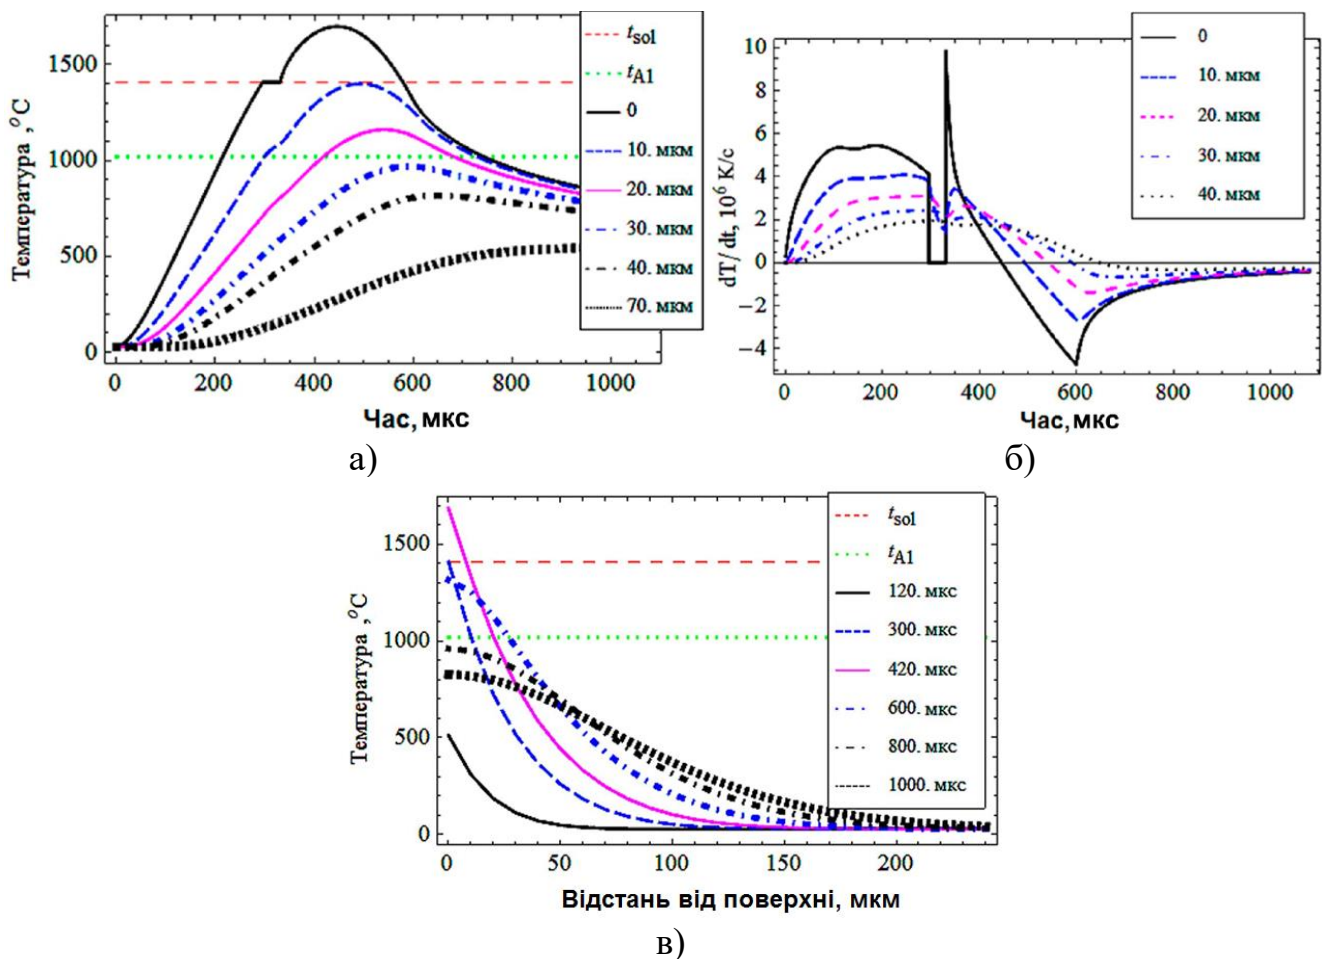 1500
1000
500
0
0
200
400
600
800
1000
Температура ,°C
Час, мкс
t_sol
t_A1
0
10. мкм
20. мкм
30. мкм
40. мкм
70. мкм
а)
10
8
6
4
2
0
−2
−4
0
200
400
600
800
1000
dT/ dt, 10⁶ K/c
Час,мкс
0
10. мкм
20. мкм
30. мкм
40. мкм
б)
1500
1000
500
0
0
50
100
150
200
Температура ,°C
Відстань від поверхні, мкм
t_sol
t_A1
120. мкс
300. мкс
420. мкс
600. мкс
800. мкс
1000. мкс
в)